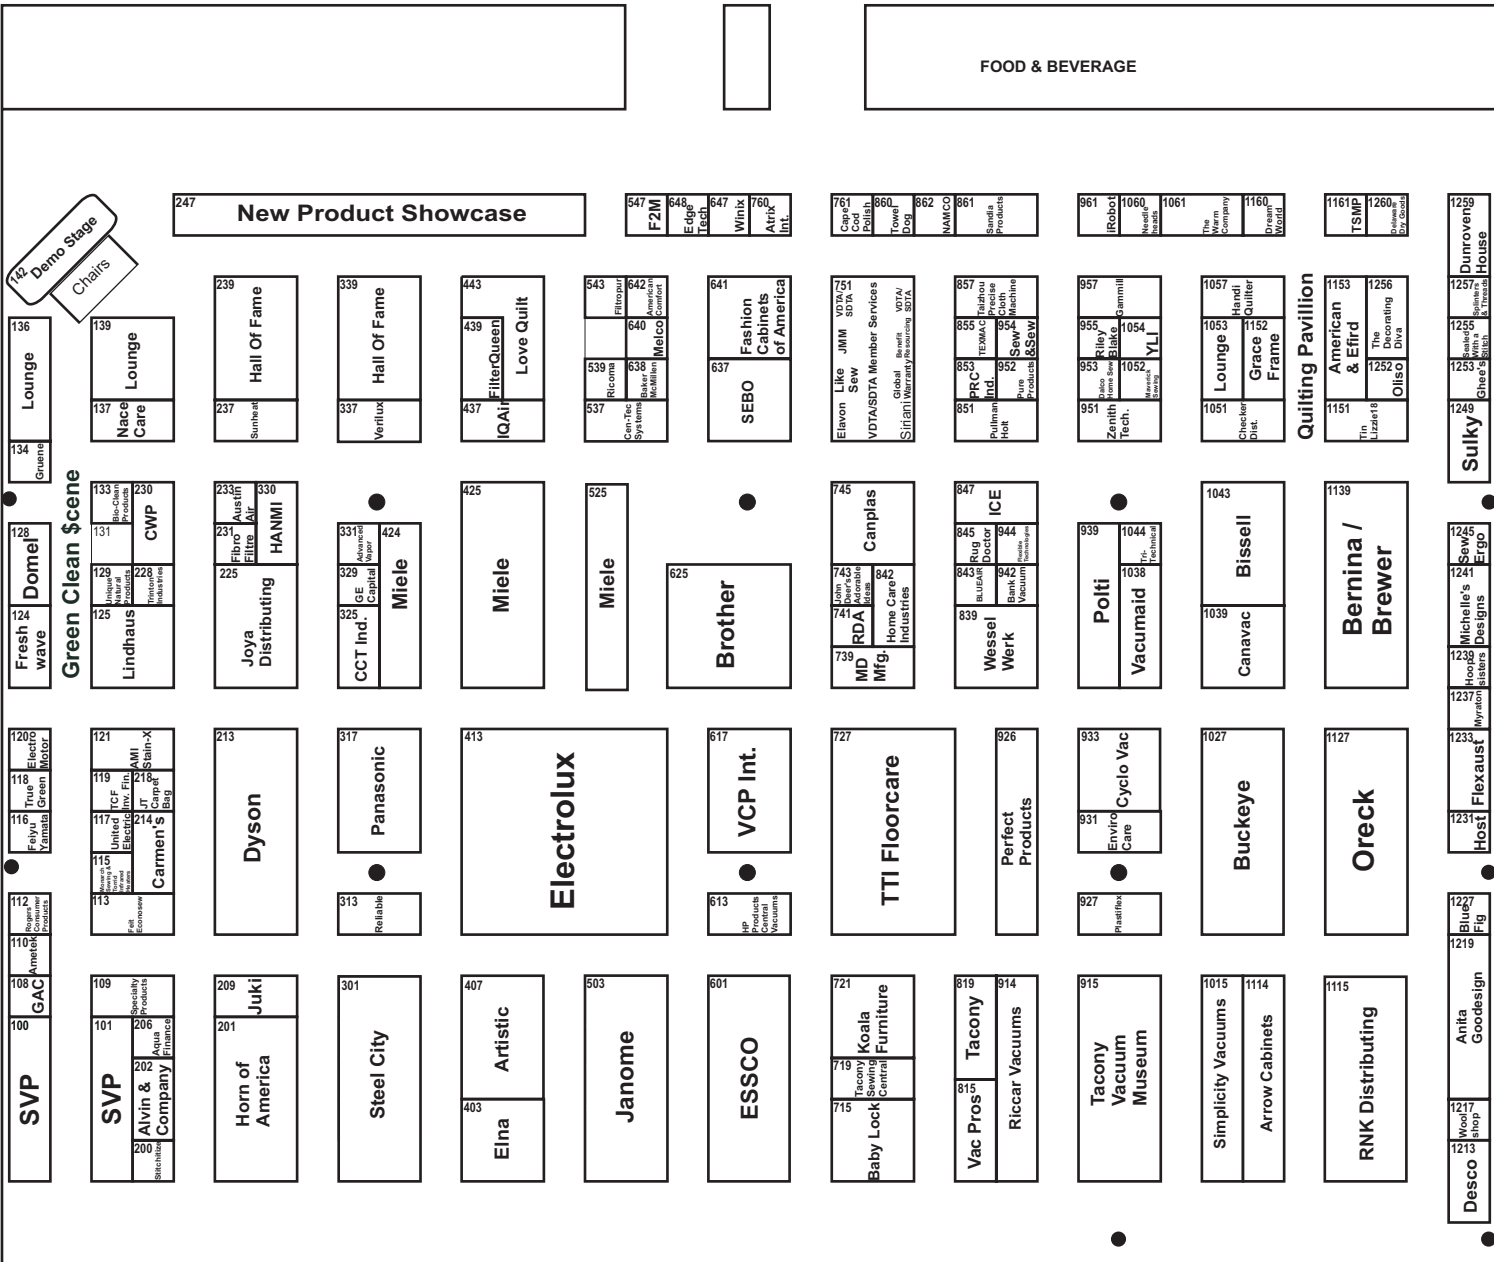 FOOD & BEVERAGE
247
New Product Showcase
547
F2M
648
Edge
Tech
647
Winix
760
Atrix
Int.
761
Cape
Cod
Polish
860
Towel
Dog
862
NAMCO
861
Sandia
Products
961
iRobot
1060
Needle
heads
1061
The
Warm
Company
1160
Dream
World
1161
TSMP
1260
Delaware
Dry Goods
1259
Dunroven
House
142
Demo Stage
Chairs
136
Lounge
139
Lounge
137
Nace
Care
134
Gruene
239
Hall Of Fame
237
Sunheat
339
Hall Of Fame
337
Verilux
443
Love Quilt
439
FilterQueen
437
IQAir
543
Filtropur
642
American
Comfort
640
Melco
539
Ricoma
638
Baker
McMillen
537
Cen-Tec
Systems
641
Fashion
Cabinets
of America
637
SEBO
751
VDTA/
SDTA
Elavon Like JMM
Sew
VDTA/SDTA Member Services
Global Benefit
Siriani Warranty Resourcing
VDTA/
SDTA
857
Taizhou
Precise
Cloth
Machine
855
TEXMAC
954
Sew
&Sew
853
PRC
Ind.
952
Pure
Products
851
Pullman
Holt
957
Gammill
955
Riley
Blake
1054
YLI
953
Dalco
Home Sew
1052
Maverick
Sewing
951
Zenith
Tech.
1057
Handi
Quilter
1053
Lounge
1152
Grace
Frame
1051
Checker
Dist.
Quilting Pavillion
1153
American
& Efird
1256
The
Decorating
Diva
1252
Oliso
1151
Tin
Lizzie18
1257
Splinters
& Threads
1255
Sealed
With a
Stitch
1253
Ghee's
1249
Sulky
Green Clean $cene
128
Domel
124
Fresh
wave
133
Bio-Clean
Products
230
CWP
131
129
Unique
Natural
Products
228
Trinton
Industries
125
Lindhaus
233
Austin
Air
330
HANMI
231
Fibro
Filtre
225
Joya
Distributing
331
Advanced
Vapor
424
Miele
329
GE
Capital
325
CCT Ind.
425
Miele
525
Miele
625
Brother
745
Canplas
743
John
Deer's
Adorable
Ideas
842
Home Care
Industries
741
RDA
739
MD
Mfg.
847
ICE
845
Rug
Doctor
944
Flexible
Technologies
843
BLUEAIR
942
Bank 2
Vacuum
839
Wessel
Werk
939
Polti
1044
Tri-
Technical
1038
Vacumaid
1043
Bissell
1039
Canavac
1139
Bernina /
Brewer
1245
Sew
Ergo
1241
Michelle's
Designs
1239
Hoop
sisters
1237
Myraton
120
Electro
Motor
118
True
Green
116
Feiyu
Yamata
121
AMI
Stain-X
119
TCF
Inv. Fin.
218
JT
Carpet
Bag
117
United
Electric
214
Carmen's
115
Monarch
Sewing &
Torrid
Infrared
Heaters
113
Feit
Econosew
213
Dyson
317
Panasonic
313
Reliable
413
Electrolux
617
VCP Int.
613
HP
Products
Central
Vacuums
727
TTI Floorcare
926
Perfect
Products
933
Cyclo Vac
931
Enviro
Care
927
Plastiflex
1027
Buckeye
1127
Oreck
1233
Flexaust
1231
Host
1227
Blue
Fig
1219
Anita
Goodesign
112
Rogers'
Consumer
Products
110
Ametek
108
GAC
100
SVP
109
Specialty
Products
101
SVP
206
Aqua
Finance
202
Alvin &
Company
200
Stitchitize
209
Juki
201
Horn of
America
301
Steel City
407
Artistic
403
Elna
503
Janome
601
ESSCO
721
Koala
Furniture
719
Tacony
Sewing
Central
715
Baby Lock
819
Tacony
914
Riccar Vacuums
815
Vac Pros
915
Tacony
Vacuum
Museum
1015
Simplicity Vacuums
1114
Arrow Cabinets
1115
RNK Distributing
1217
Wool
shop
1213
Desco